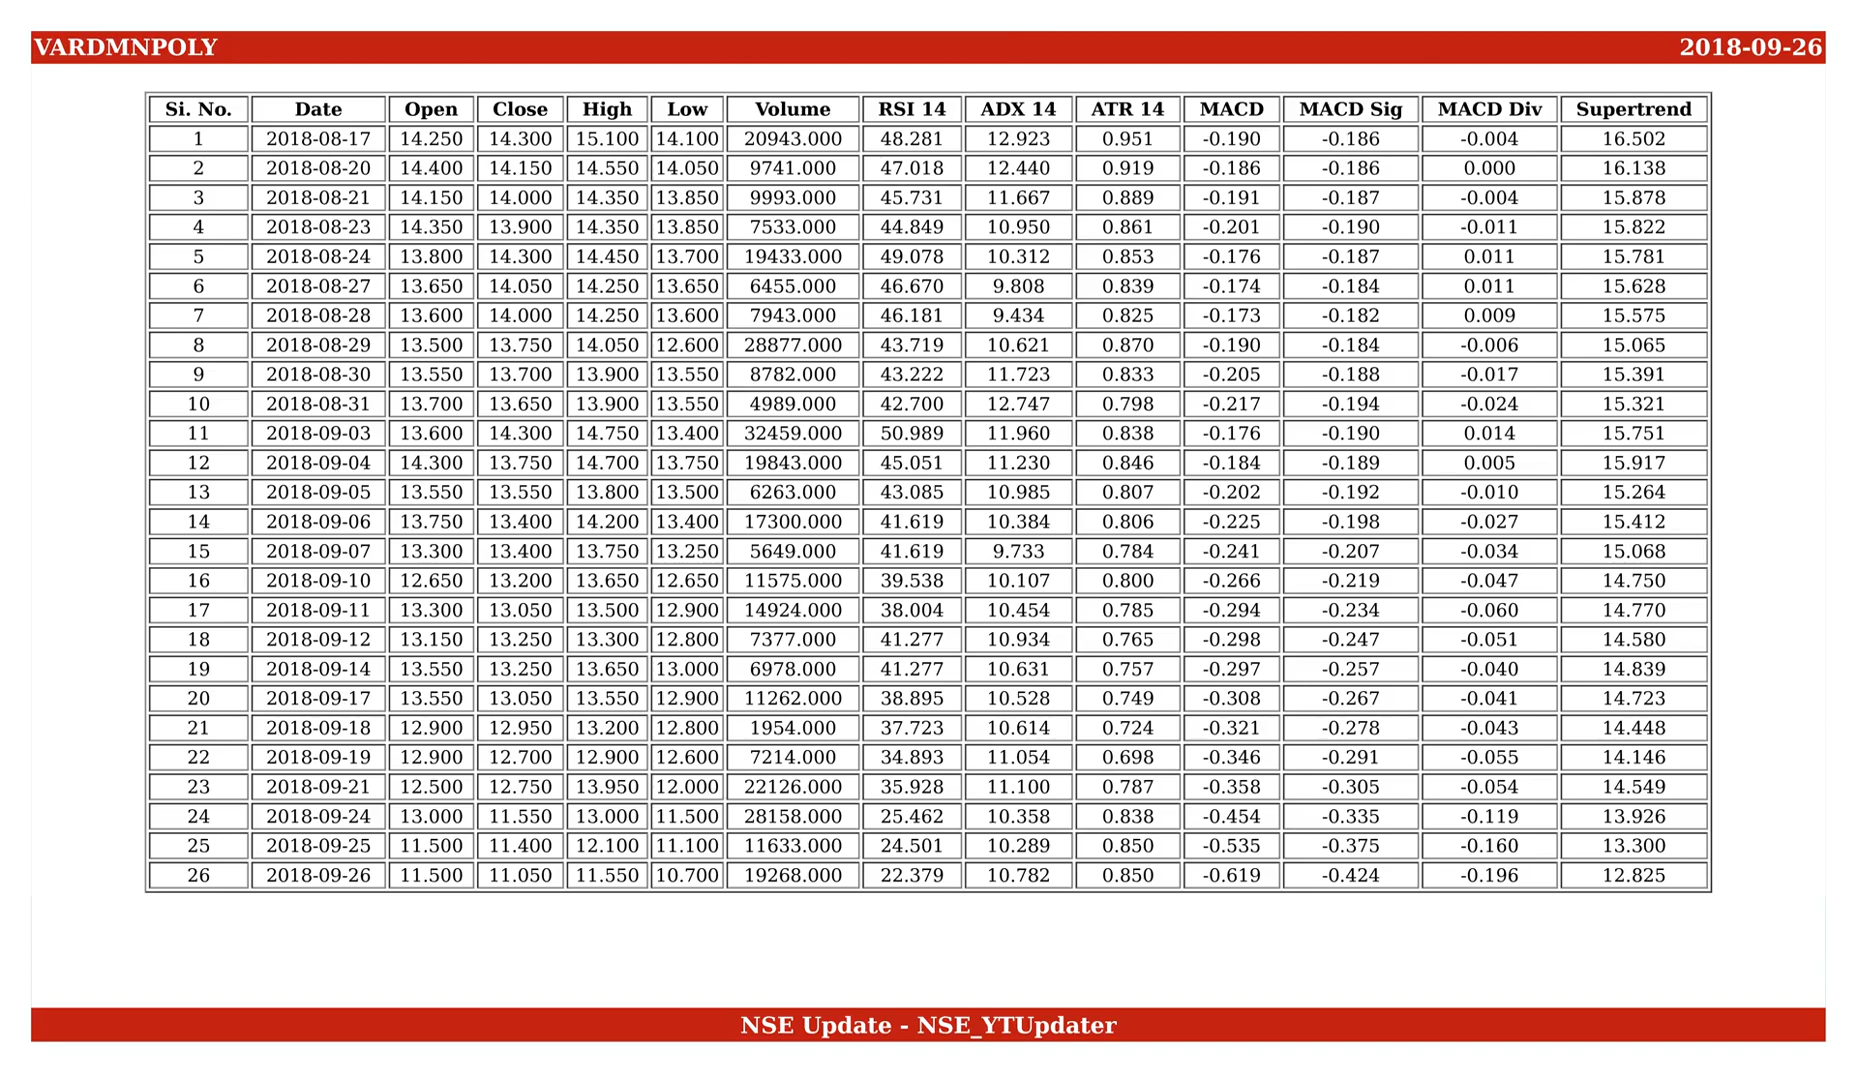 VARDMNPOLY 2018-09-26
Si. No. Date Open Close High Low Volume RSI 14 ADX 14 ATR 14 MACD MACD Sig MACD Div Supertrend
1 2018-08-17 14.250 14.300 15.100 14.100 20943.000 48.281 12.923 0.951 -0.190 -0.186 -0.004 16.502
2 2018-08-20 14.400 14.150 14.550 14.050 9741.000 47.018 12.440 0.919 -0.186 -0.186 0.000 16.138
3 2018-08-21 14.150 14.000 14.350 13.850 9993.000 45.731 11.667 0.889 -0.191 -0.187 -0.004 15.878
4 2018-08-23 14.350 13.900 14.350 13.850 7533.000 44.849 10.950 0.861 -0.201 -0.190 -0.011 15.822
5 2018-08-24 13.800 14.300 14.450 13.700 19433.000 49.078 10.312 0.853 -0.176 -0.187 0.011 15.781
6 2018-08-27 13.650 14.050 14.250 13.650 6455.000 46.670 9.808 0.839 -0.174 -0.184 0.011 15.628
7 2018-08-28 13.600 14.000 14.250 13.600 7943.000 46.181 9.434 0.825 -0.173 -0.182 0.009 15.575
8 2018-08-29 13.500 13.750 14.050 12.600 28877.000 43.719 10.621 0.870 -0.190 -0.184 -0.006 15.065
9 2018-08-30 13.550 13.700 13.900 13.550 8782.000 43.222 11.723 0.833 -0.205 -0.188 -0.017 15.391
10 2018-08-31 13.700 13.650 13.900 13.550 4989.000 42.700 12.747 0.798 -0.217 -0.194 -0.024 15.321
11 2018-09-03 13.600 14.300 14.750 13.400 32459.000 50.989 11.960 0.838 -0.176 -0.190 0.014 15.751
12 2018-09-04 14.300 13.750 14.700 13.750 19843.000 45.051 11.230 0.846 -0.184 -0.189 0.005 15.917
13 2018-09-05 13.550 13.550 13.800 13.500 6263.000 43.085 10.985 0.807 -0.202 -0.192 -0.010 15.264
14 2018-09-06 13.750 13.400 14.200 13.400 17300.000 41.619 10.384 0.806 -0.225 -0.198 -0.027 15.412
15 2018-09-07 13.300 13.400 13.750 13.250 5649.000 41.619 9.733 0.784 -0.241 -0.207 -0.034 15.068
16 2018-09-10 12.650 13.200 13.650 12.650 11575.000 39.538 10.107 0.800 -0.266 -0.219 -0.047 14.750
17 2018-09-11 13.300 13.050 13.500 12.900 14924.000 38.004 10.454 0.785 -0.294 -0.234 -0.060 14.770
18 2018-09-12 13.150 13.250 13.300 12.800 7377.000 41.277 10.934 0.765 -0.298 -0.247 -0.051 14.580
19 2018-09-14 13.550 13.250 13.650 13.000 6978.000 41.277 10.631 0.757 -0.297 -0.257 -0.040 14.839
20 2018-09-17 13.550 13.050 13.550 12.900 11262.000 38.895 10.528 0.749 -0.308 -0.267 -0.041 14.723
21 2018-09-18 12.900 12.950 13.200 12.800 1954.000 37.723 10.614 0.724 -0.321 -0.278 -0.043 14.448
22 2018-09-19 12.900 12.700 12.900 12.600 7214.000 34.893 11.054 0.698 -0.346 -0.291 -0.055 14.146
23 2018-09-21 12.500 12.750 13.950 12.000 22126.000 35.928 11.100 0.787 -0.358 -0.305 -0.054 14.549
24 2018-09-24 13.000 11.550 13.000 11.500 28158.000 25.462 10.358 0.838 -0.454 -0.335 -0.119 13.926
25 2018-09-25 11.500 11.400 12.100 11.100 11633.000 24.501 10.289 0.850 -0.535 -0.375 -0.160 13.300
26 2018-09-26 11.500 11.050 11.550 10.700 19268.000 22.379 10.782 0.850 -0.619 -0.424 -0.196 12.825
NSE Update - NSE_YTUpdater